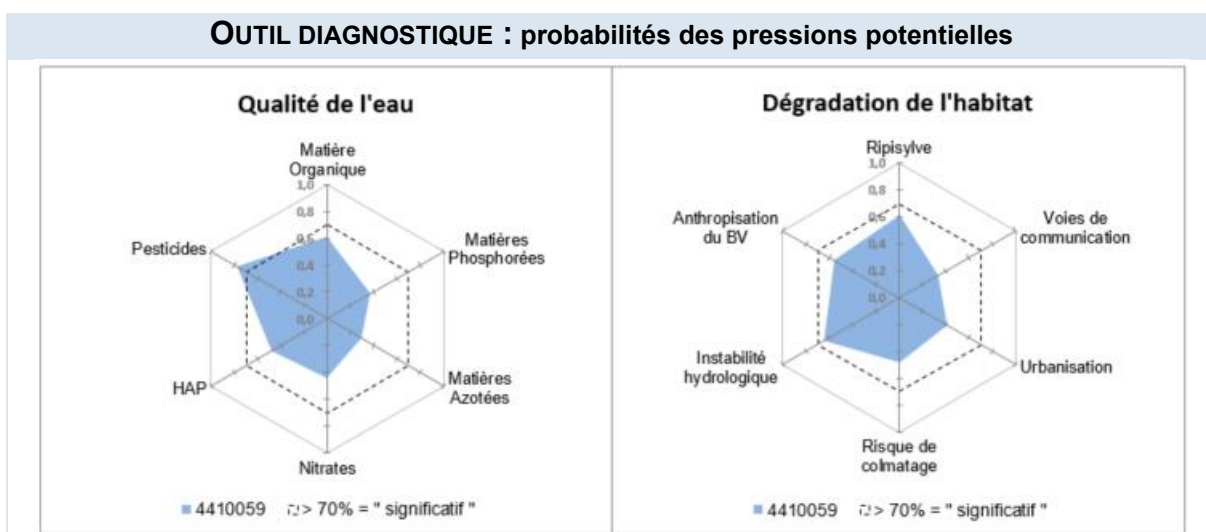 OUTIL DIAGNOSTIQUE : probabilités des pressions potentielles
Qualité de l'eau
Matière
Organique
1,0
0,8
0,6
0,4
0,2
0,0
Pesticides
Matières
Phosphorées
HAP
Matières
Azotées
Nitrates
4410059 > 70% = " significatif "
Dégradation de l'habitat
Ripisylve
1,0
0,8
0,6
0,4
0,2
0,0
Anthropisation
du BV
Voies de
communication
Instabilité
hydrologique
Urbanisation
Risque de
colmatage
4410059 > 70% = " significatif "